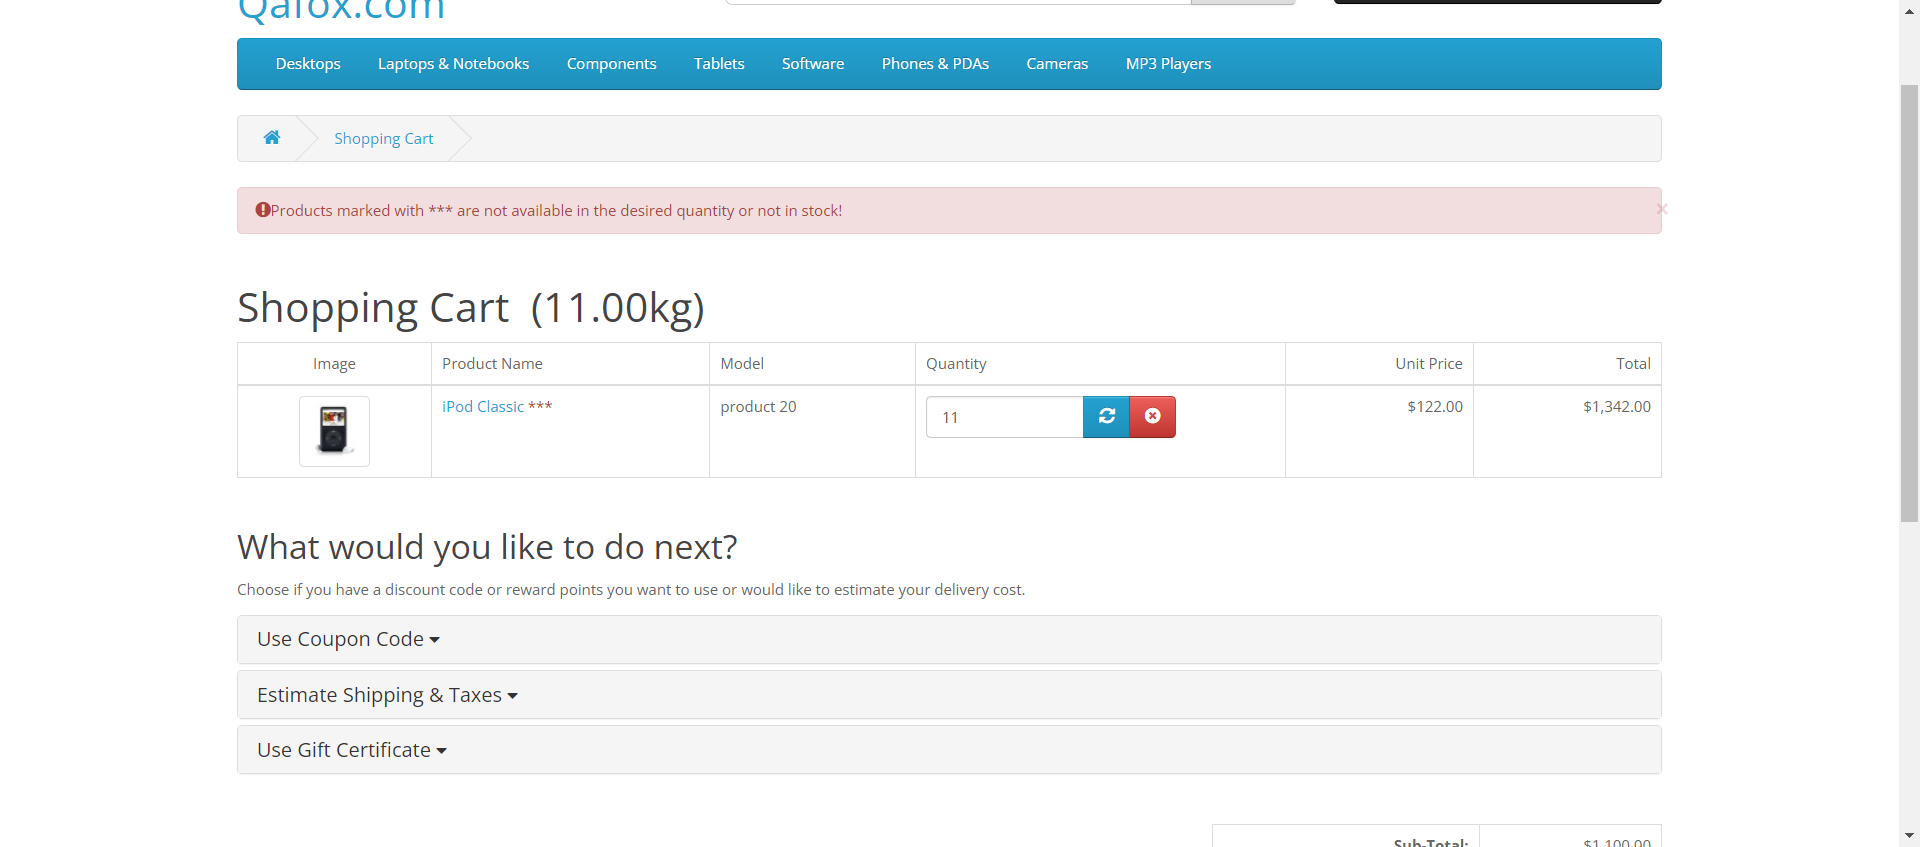 Qafox.com
Desktops Laptops & Notebooks Components Tablets Software Phones & PDAs Cameras MP3 Players
Shopping Cart
Products marked with *** are not available in the desired quantity or not in stock!
×
Shopping Cart (11.00kg)
Image Product Name Model Quantity Unit Price Total
iPod Classic *** product 20 11 $122.00 $1,342.00
What would you like to do next?
Choose if you have a discount code or reward points you want to use or would like to estimate your delivery cost.
Use Coupon Code
Estimate Shipping & Taxes
Use Gift Certificate
Sub-Total: $1,100.00